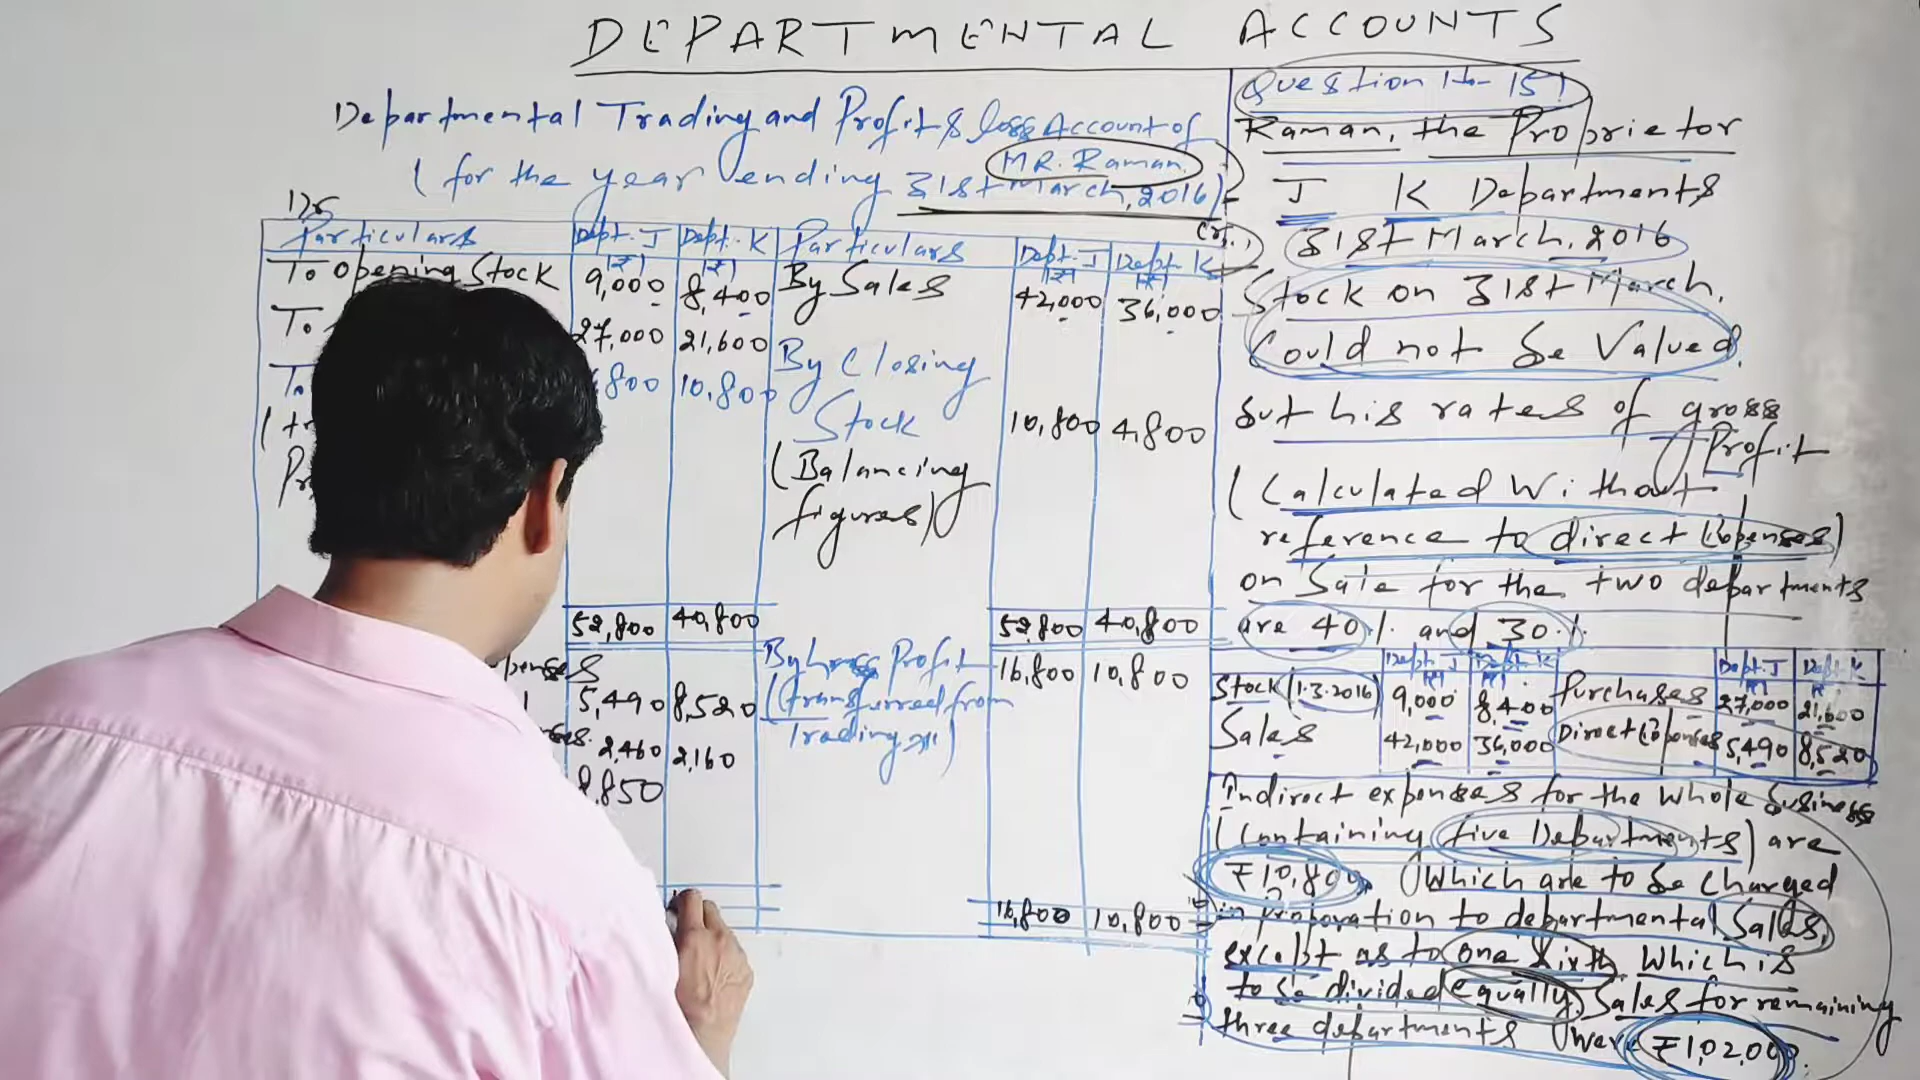 DEPARTMENTAL ACCOUNTS
Departmental Trading and Profit & loss Account of
MR. Raman.
(for the year ending 31st March, 2016)
Dr.
Cr.
Particulars Dept. J Dept. K Particulars Dept. J Dept. K
(₹) (₹) (₹) (₹)
To Opening Stock 9,000 8,400 By Sales 42,000 36,000
To 27,000 21,600
By Closing
To 800 10,800
Stock 10,800 4,800
(Balancing
figures)
52,800 40,800 52,800 40,800
By Gross Profit 16,800 10,800
5,490 8,520 (transferred from
Trading A/c)
2,460 2,160
8,850
16,800 10,800
Question No- 15!
Raman, the Proprietor
J K Departments
31st March, 2016
Stock on 31st March.
Could not be Valued.
but his rates of gross
Profit
(Calculated Without
reference to direct Expenses)
on Sale for the two departments
are 40%. and 30%.
Dept. J Dept. K Dept. J Dept. K
Stock (1.3.2016) 9,000 8,400 Purchases 27,000 21,600
Sales 42,000 36,000 Direct Expenses 5,490 8,520
Indirect expenses for the Whole business
(Containing five Departments) are
₹10,800, Which are to be charged
in proporation to departmental Sales,
except as to one sixth Which is
to be divided equally. Sales for remaining
three departments were ₹1,02,000.